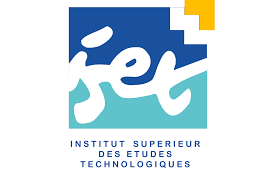 iset
INSTITUT SUPERIEUR
DES ETUDES
TECHNOLOGIQUES